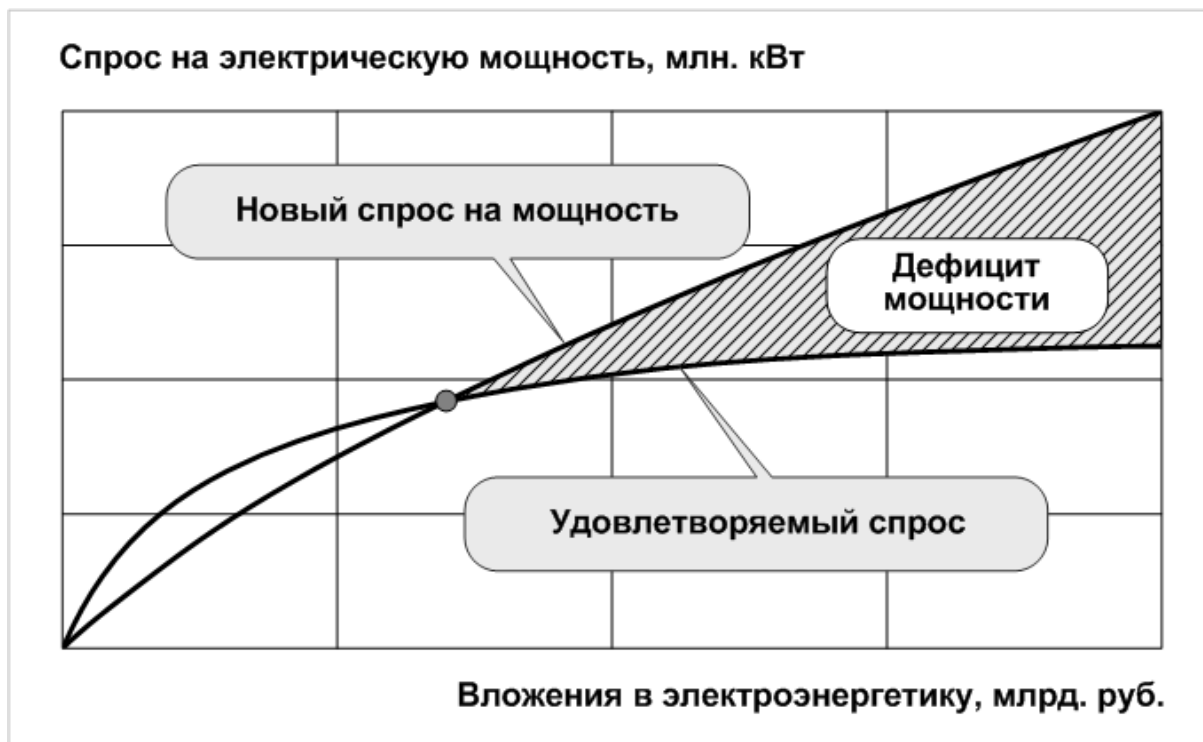 Спрос на электрическую мощность, млн. кВт
Новый спрос на мощность
Дефицит
мощности
Удовлетворяемый спрос
Вложения в электроэнергетику, млрд. руб.